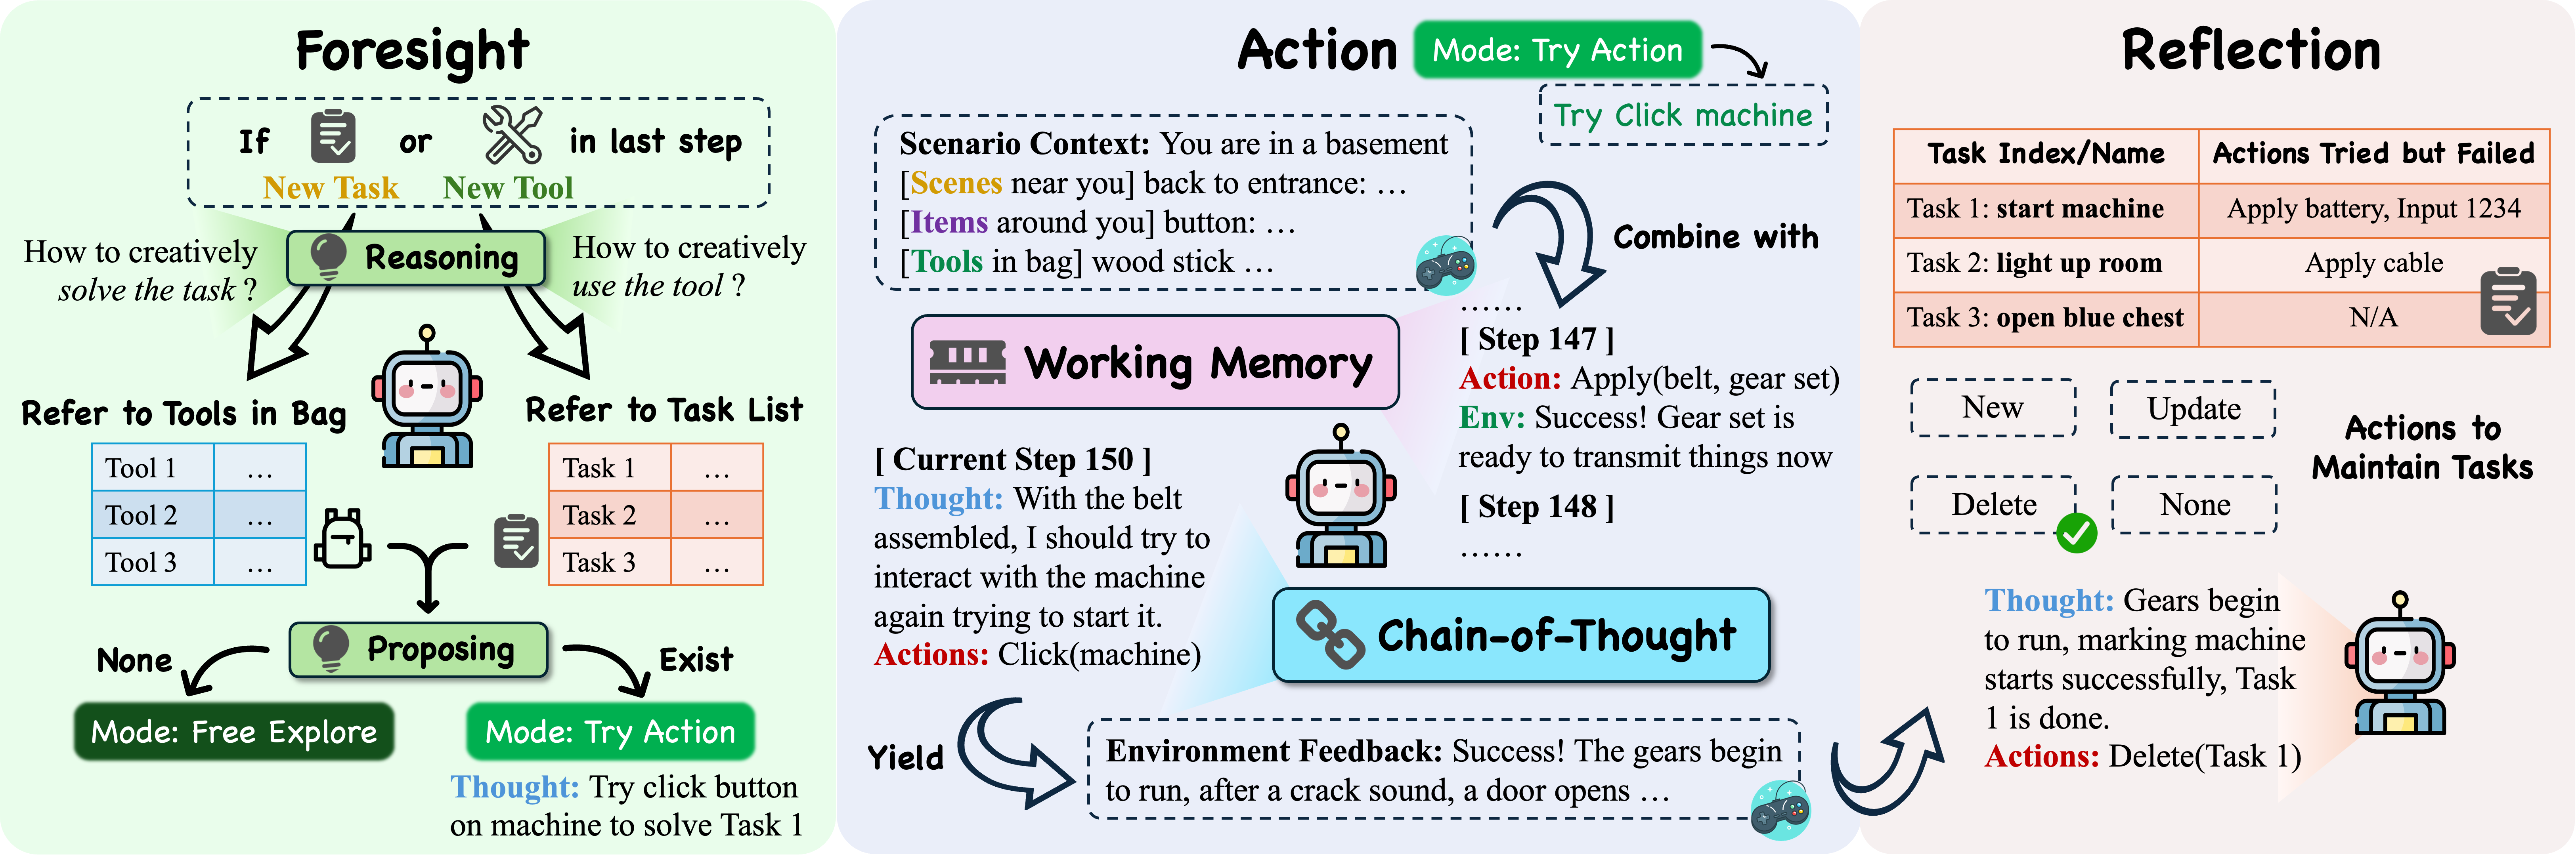 Foresight
If or in last step
New Task New Tool
How to creatively
solve the task ?
Reasoning
How to creatively
use the tool ?
Refer to Tools in Bag
Refer to Task List
Tool 1 …
Tool 2 …
Tool 3 …
Task 1 …
Task 2 …
Task 3 …
Proposing
None
Exist
Mode: Free Explore
Mode: Try Action
Thought: Try click button
on machine to solve Task 1
Action
Mode: Try Action
Try Click machine
Scenario Context: You are in a basement
[Scenes near you] back to entrance: …
[Items around you] button: …
[Tools in bag] wood stick …
Combine with
Working Memory
……
[ Step 147 ]
Action: Apply(belt, gear set)
Env: Success! Gear set is
ready to transmit things now
[ Step 148 ]
……
[ Current Step 150 ]
Thought: With the belt
assembled, I should try to
interact with the machine
again trying to start it.
Actions: Click(machine)
Chain-of-Thought
Yield
Environment Feedback: Success! The gears begin
to run, after a crack sound, a door opens …
Reflection
Task Index/Name Actions Tried but Failed
Task 1: start machine Apply battery, Input 1234
Task 2: light up room Apply cable
Task 3: open blue chest N/A
New
Update
Delete
None
Actions to
Maintain Tasks
Thought: Gears begin
to run, marking machine
starts successfully, Task
1 is done.
Actions: Delete(Task 1)